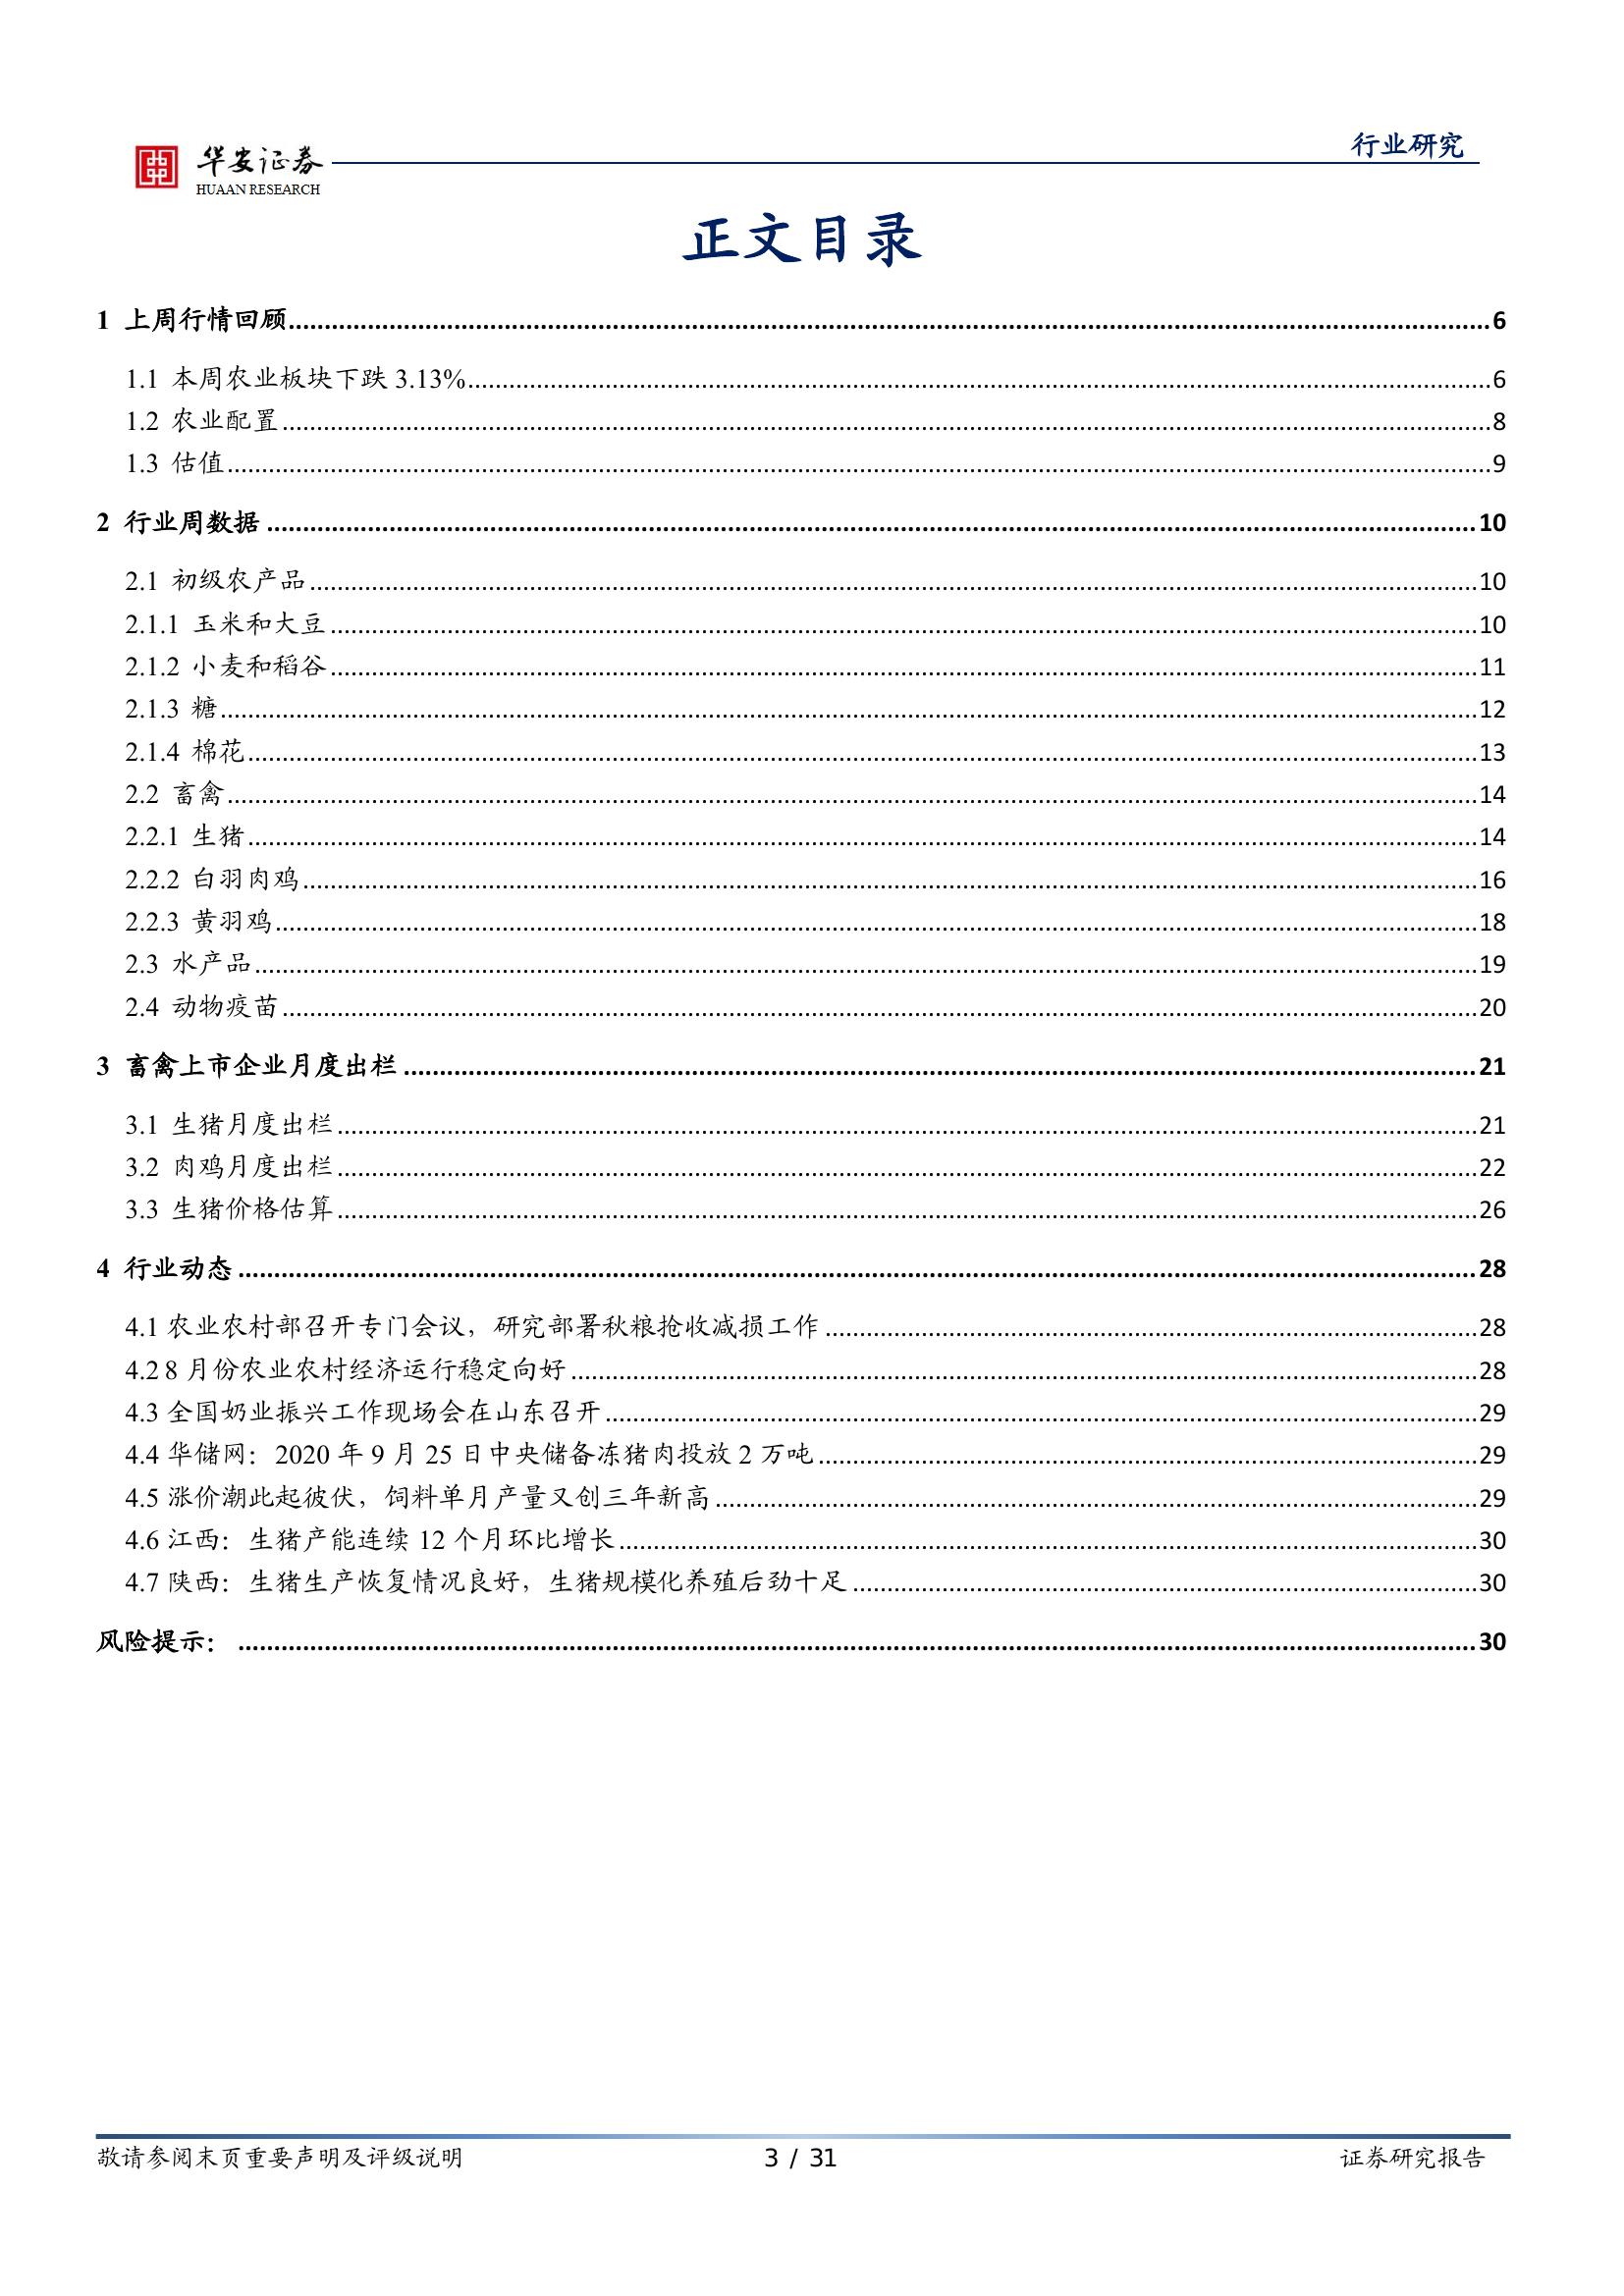 华安证券
HUAAN RESEARCH
行业研究
正文目录
1 上周行情回顾 6
1.1 本周农业板块下跌 3.13% 6
1.2 农业配置 8
1.3 估值 9
2 行业周数据 10
2.1 初级农产品 10
2.1.1 玉米和大豆 10
2.1.2 小麦和稻谷 11
2.1.3 糖 12
2.1.4 棉花 13
2.2 畜禽 14
2.2.1 生猪 14
2.2.2 白羽肉鸡 16
2.2.3 黄羽鸡 18
2.3 水产品 19
2.4 动物疫苗 20
3 畜禽上市企业月度出栏 21
3.1 生猪月度出栏 21
3.2 肉鸡月度出栏 22
3.3 生猪价格估算 26
4 行业动态 28
4.1 农业农村部召开专门会议，研究部署秋粮抢收减损工作 28
4.2 8 月份农业农村经济运行稳定向好 28
4.3 全国奶业振兴工作现场会在山东召开 29
4.4 华储网：2020 年 9 月 25 日中央储备冻猪肉投放 2 万吨 29
4.5 涨价潮此起彼伏，饲料单月产量又创三年新高 29
4.6 江西：生猪产能连续 12 个月环比增长 30
4.7 陕西：生猪生产恢复情况良好，生猪规模化养殖后劲十足 30
风险提示： 30
敬请参阅末页重要声明及评级说明
3 / 31
证券研究报告